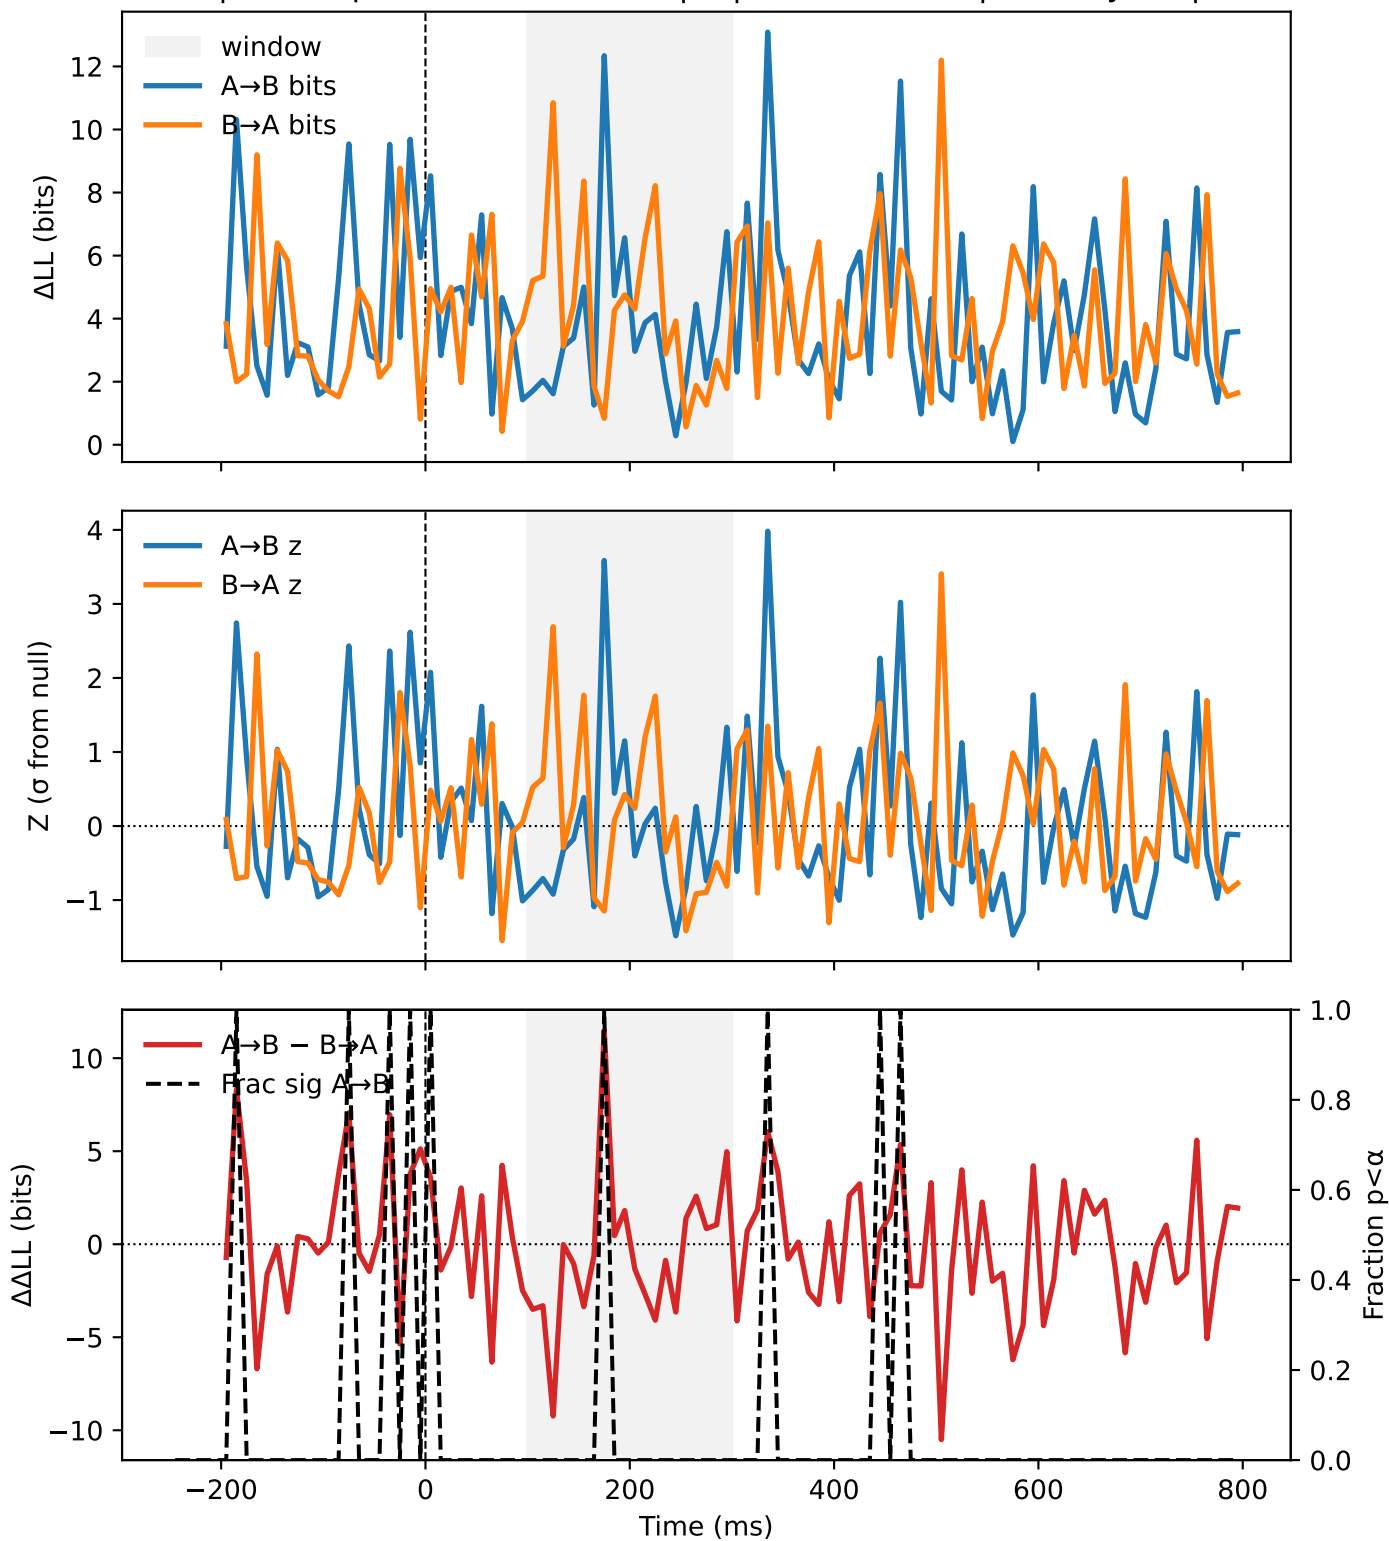 window
A→B bits
B→A bits
ΔLL (bits)
12
10
8
6
4
2
0
A→B z
B→A z
Z (σ from null)
4
3
2
1
0
−1
A→B − B→A
Frac sig A→B
ΔΔLL (bits)
10
5
0
−5
−10
1.0
0.8
0.6
0.4
0.2
0.0
Fraction p<α
−200
0
200
400
600
800
Time (ms)